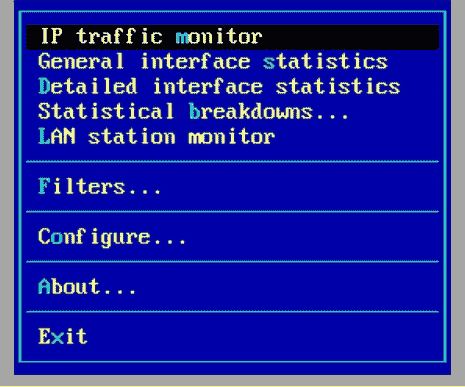 IP traffic monitor
General interface statistics
Detailed interface statistics
Statistical breakdowns...
LAN station monitor
Filters...
Configure...
About...
Exit